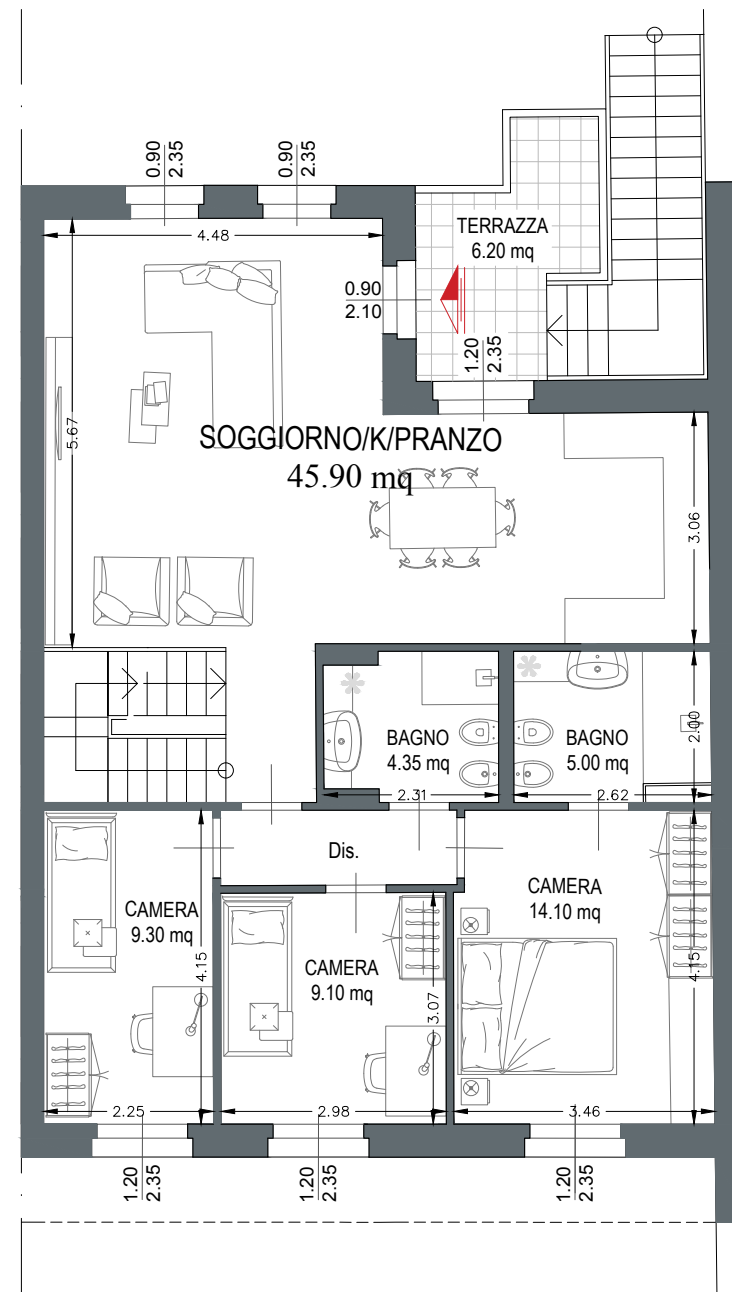 0.90
2.35
0.90
2.35
4.48
TERRAZZA
6.20 mq
0.90
2.10
1.20
2.35
5.67
SOGGIORNO/K/PRANZO
45.90 mq
3.06
BAGNO
4.35 mq
2.31
BAGNO
5.00 mq
2.00
2.62
Dis.
CAMERA
9.30 mq
4.15
CAMERA
9.10 mq
3.07
CAMERA
14.10 mq
4.15
2.25
2.98
3.46
1.20
2.35
1.20
2.35
1.20
2.35